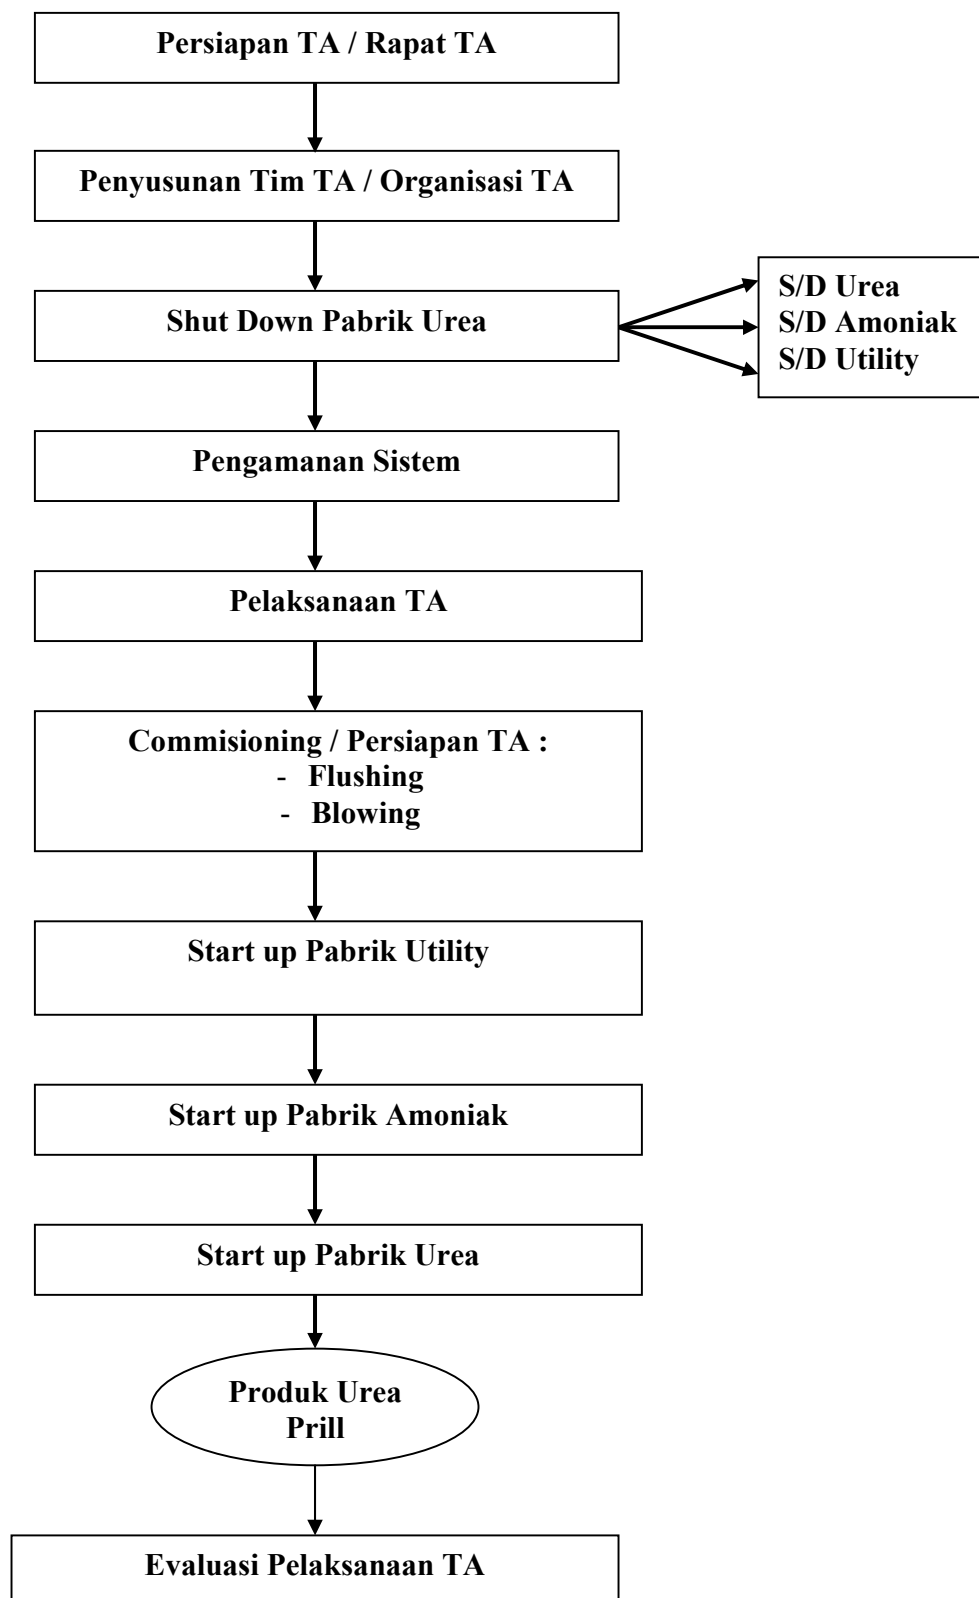 Persiapan TA / Rapat TA
Penyusunan Tim TA / Organisasi TA
Shut Down Pabrik Urea
S/D Urea
S/D Amoniak
S/D Utility
Pengamanan Sistem
Pelaksanaan TA
Commisioning / Persiapan TA :
- Flushing
- Blowing
Start up Pabrik Utility
Start up Pabrik Amoniak
Start up Pabrik Urea
Produk Urea
Prill
Evaluasi Pelaksanaan TA